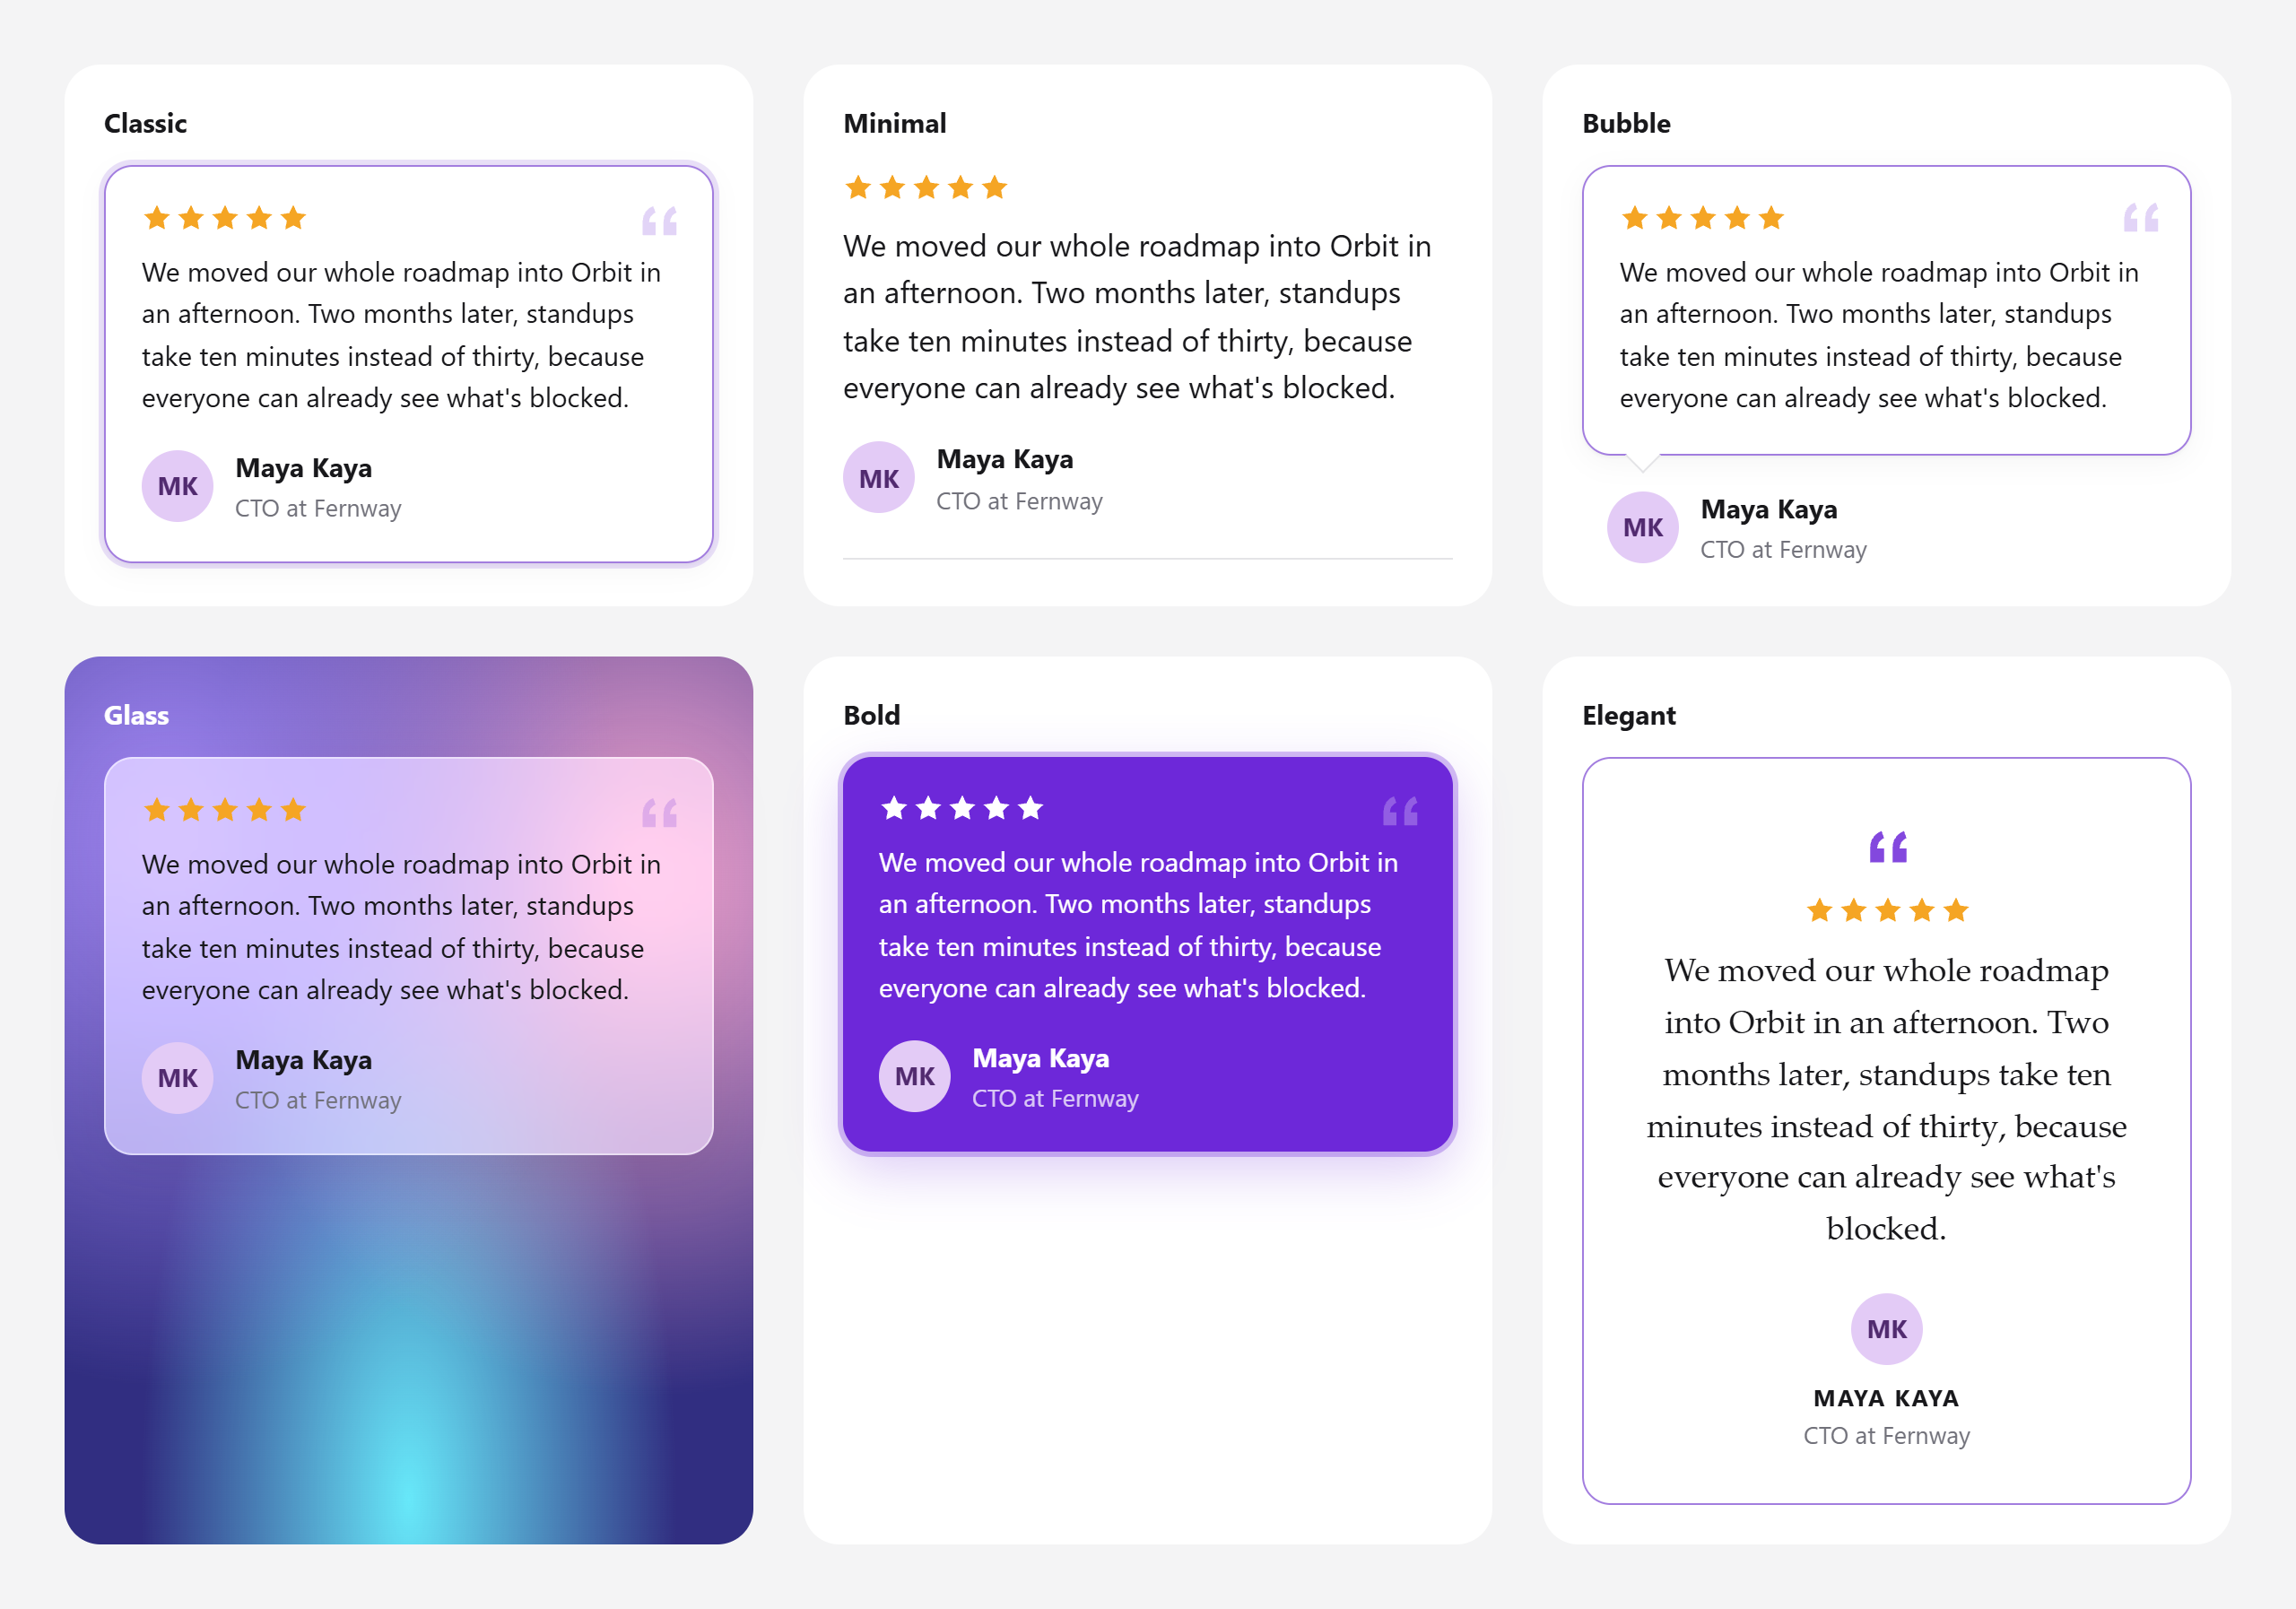 Classic
We moved our whole roadmap into Orbit in
an afternoon. Two months later, standups
take ten minutes instead of thirty, because
everyone can already see what's blocked.
MK
Maya Kaya
CTO at Fernway
Minimal
We moved our whole roadmap into Orbit in
an afternoon. Two months later, standups
take ten minutes instead of thirty, because
everyone can already see what's blocked.
MK
Maya Kaya
CTO at Fernway
Bubble
We moved our whole roadmap into Orbit in
an afternoon. Two months later, standups
take ten minutes instead of thirty, because
everyone can already see what's blocked.
MK
Maya Kaya
CTO at Fernway
Glass
We moved our whole roadmap into Orbit in
an afternoon. Two months later, standups
take ten minutes instead of thirty, because
everyone can already see what's blocked.
MK
Maya Kaya
CTO at Fernway
Bold
We moved our whole roadmap into Orbit in
an afternoon. Two months later, standups
take ten minutes instead of thirty, because
everyone can already see what's blocked.
MK
Maya Kaya
CTO at Fernway
Elegant
We moved our whole roadmap
into Orbit in an afternoon. Two
months later, standups take ten
minutes instead of thirty, because
everyone can already see what's
blocked.
MK
MAYA KAYA
CTO at Fernway